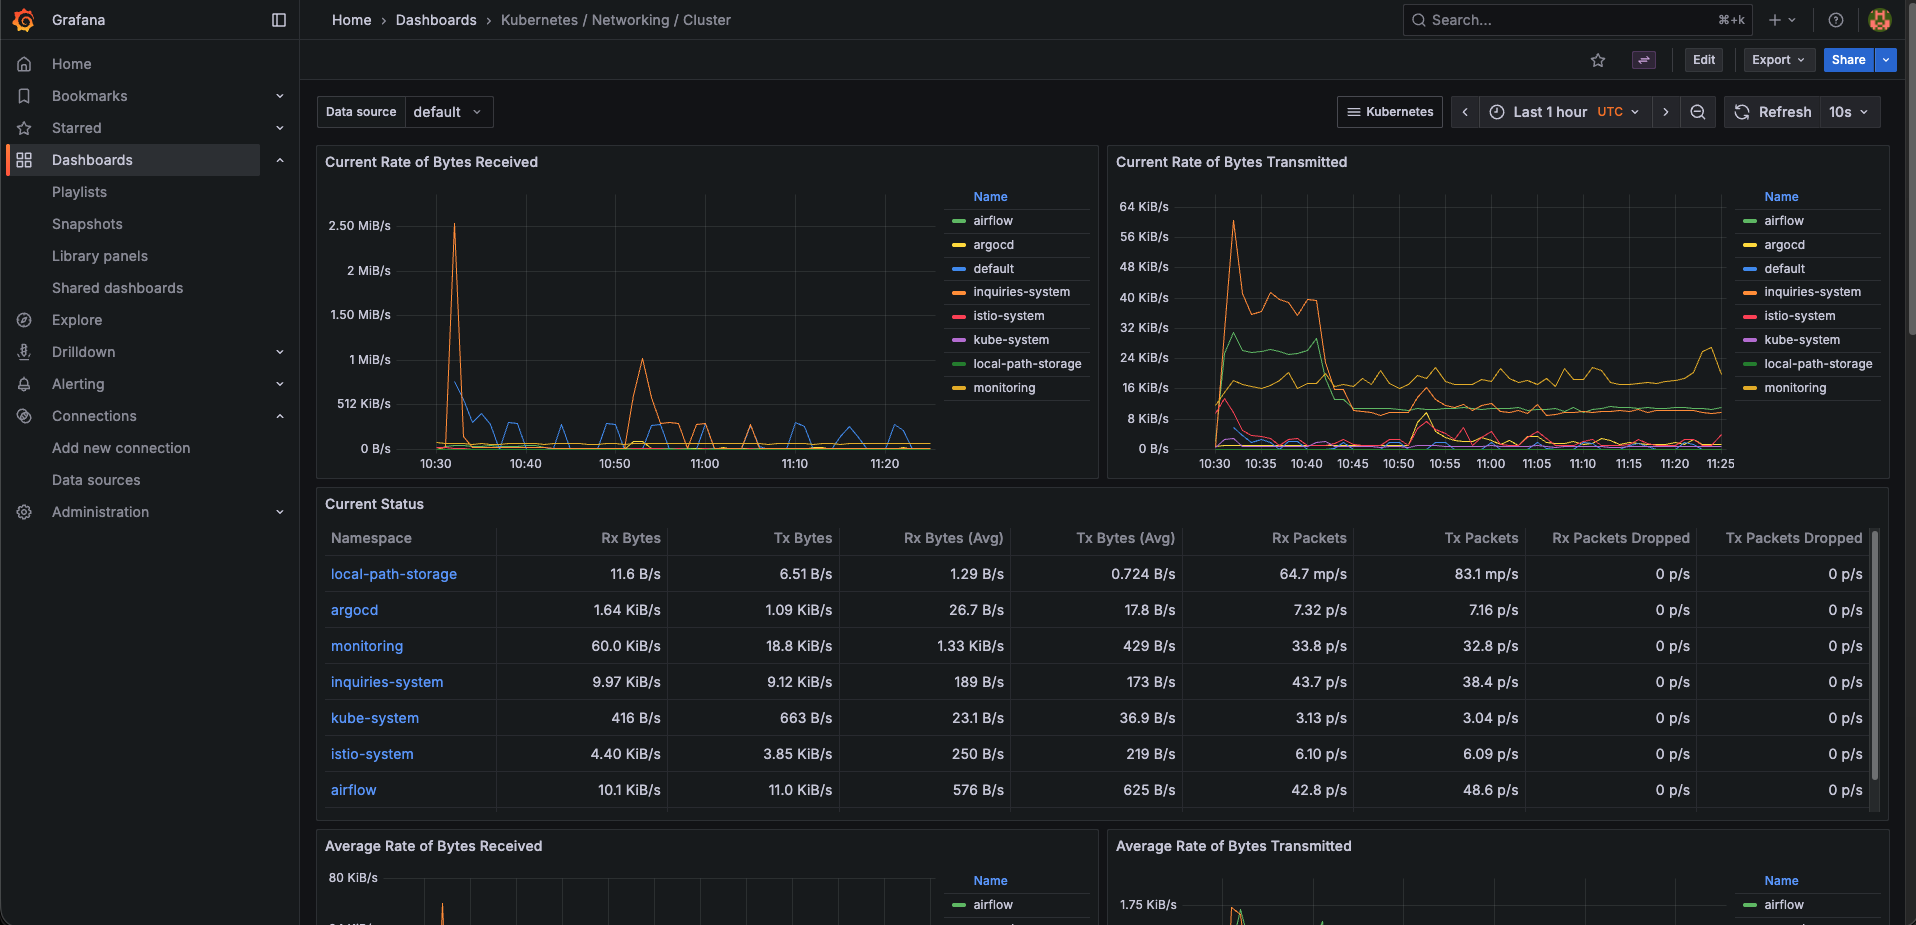 Grafana
Home › Dashboards › Kubernetes / Networking / Cluster
Search...
⌘+k
Home
Bookmarks
Starred
Dashboards
Playlists
Snapshots
Library panels
Shared dashboards
Explore
Drilldown
Alerting
Connections
Add new connection
Data sources
Administration
Edit
Export
Share
Data source
default
Kubernetes
Last 1 hour UTC
Refresh
10s
Current Rate of Bytes Received
2.50 MiB/s
2 MiB/s
1.50 MiB/s
1 MiB/s
512 KiB/s
0 B/s
10:30 10:40 10:50 11:00 11:10 11:20
Name
airflow
argocd
default
inquiries-system
istio-system
kube-system
local-path-storage
monitoring
Current Rate of Bytes Transmitted
64 KiB/s
56 KiB/s
48 KiB/s
40 KiB/s
32 KiB/s
24 KiB/s
16 KiB/s
8 KiB/s
0 B/s
10:30 10:35 10:40 10:45 10:50 10:55 11:00 11:05 11:10 11:15 11:20 11:25
Name
airflow
argocd
default
inquiries-system
istio-system
kube-system
local-path-storage
monitoring
Current Status
Namespace Rx Bytes Tx Bytes Rx Bytes (Avg) Tx Bytes (Avg) Rx Packets Tx Packets Rx Packets Dropped Tx Packets Dropped
local-path-storage 11.6 B/s 6.51 B/s 1.29 B/s 0.724 B/s 64.7 mp/s 83.1 mp/s 0 p/s 0 p/s
argocd 1.64 KiB/s 1.09 KiB/s 26.7 B/s 17.8 B/s 7.32 p/s 7.16 p/s 0 p/s 0 p/s
monitoring 60.0 KiB/s 18.8 KiB/s 1.33 KiB/s 429 B/s 33.8 p/s 32.8 p/s 0 p/s 0 p/s
inquiries-system 9.97 KiB/s 9.12 KiB/s 189 B/s 173 B/s 43.7 p/s 38.4 p/s 0 p/s 0 p/s
kube-system 416 B/s 663 B/s 23.1 B/s 36.9 B/s 3.13 p/s 3.04 p/s 0 p/s 0 p/s
istio-system 4.40 KiB/s 3.85 KiB/s 250 B/s 219 B/s 6.10 p/s 6.09 p/s 0 p/s 0 p/s
airflow 10.1 KiB/s 11.0 KiB/s 576 B/s 625 B/s 42.8 p/s 48.6 p/s 0 p/s 0 p/s
Average Rate of Bytes Received
80 KiB/s
Name
airflow
Average Rate of Bytes Transmitted
1.75 KiB/s
Name
airflow